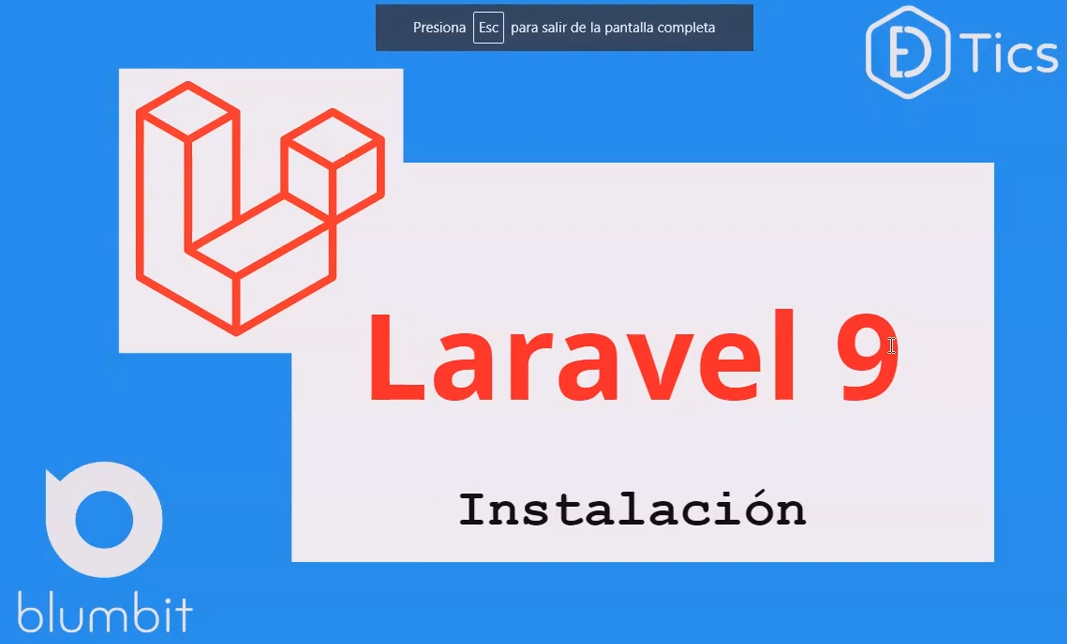 Presiona Esc para salir de la pantalla completa
Tics
Laravel 9
Instalación
blumbit